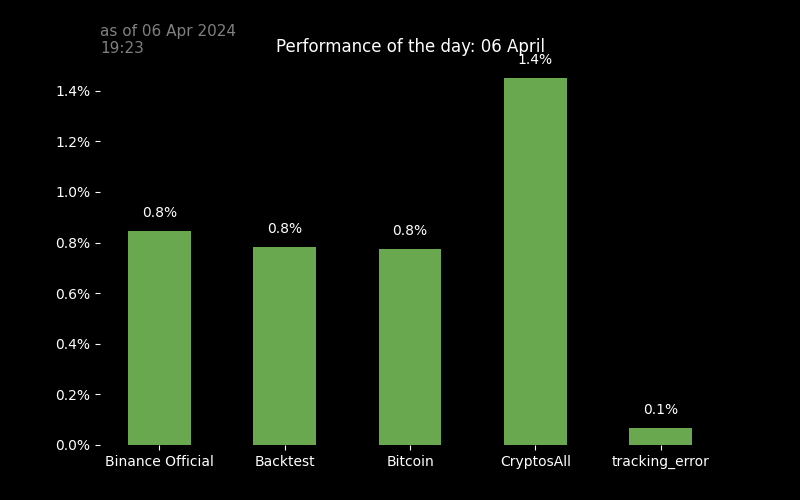 as of 06 Apr 2024
19:23
Performance of the day: 06 April
1.4%
1.4%
1.2%
1.0%
0.8%
0.6%
0.4%
0.2%
0.0%
0.8%
0.8%
0.8%
0.1%
Binance Official
Backtest
Bitcoin
CryptosAll
tracking_error